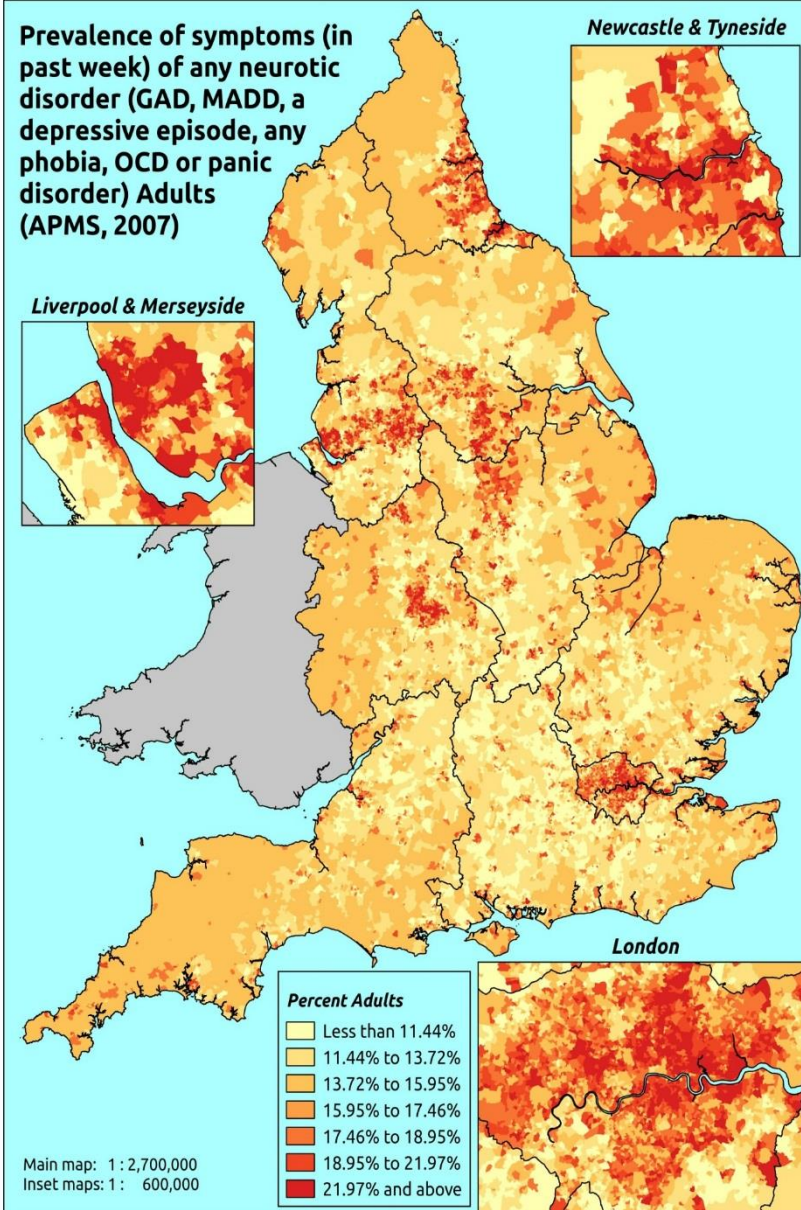 Prevalence of symptoms (in
past week) of any neurotic
disorder (GAD, MADD, a
depressive episode, any
phobia, OCD or panic
disorder) Adults
(APMS, 2007)
Newcastle & Tyneside
Liverpool & Merseyside
London
Percent Adults
Less than 11.44%
11.44% to 13.72%
13.72% to 15.95%
15.95% to 17.46%
17.46% to 18.95%
18.95% to 21.97%
21.97% and above
Main map: 1 : 2,700,000
Inset maps: 1 : 600,000